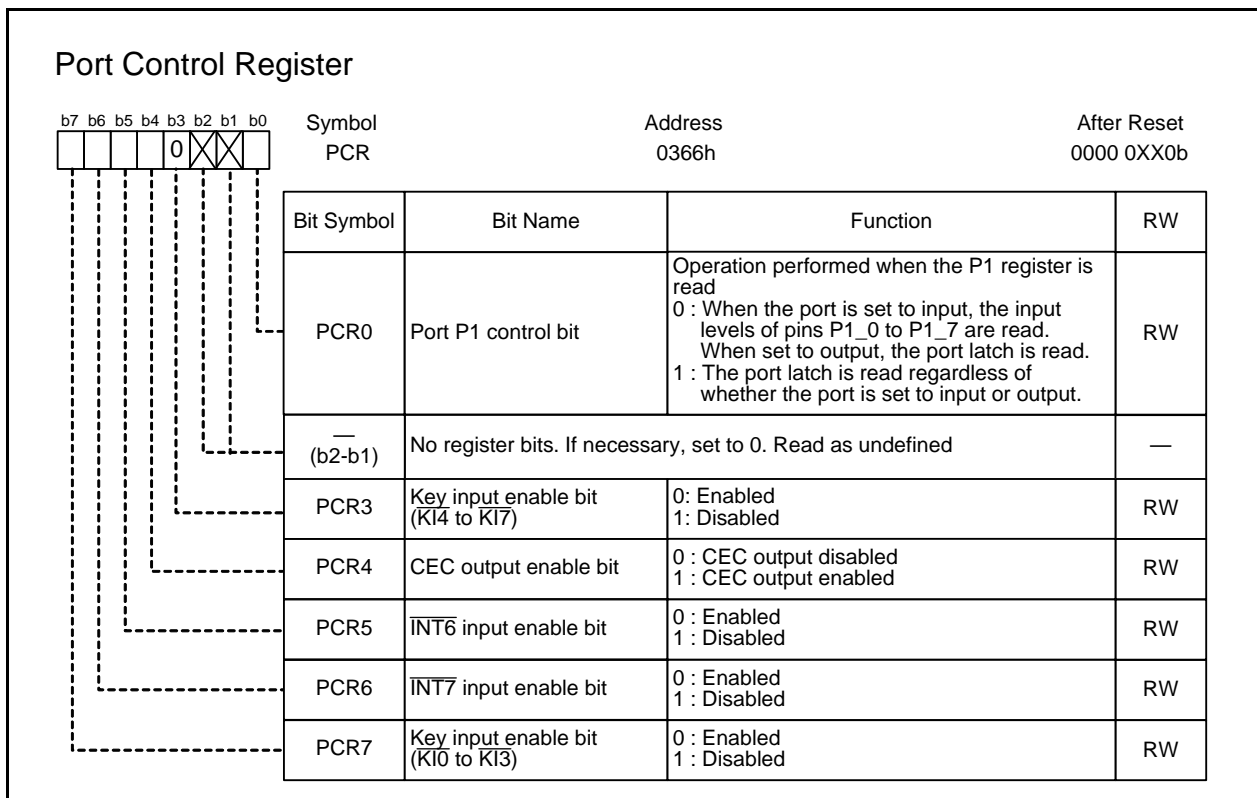 Port Control Register
b7 b6 b5 b4 b3 b2 b1 b0
Symbol Address After Reset
0
PCR 0366h 0000 0XX0b
Bit Symbol Bit Name Function RW
Operation performed when the P1 register is
read
0 : When the port is set to input, the input
levels of pins P1_0 to P1_7 are read.
PCR0 Port P1 control bit RW
When set to output, the port latch is read.
1 : The port latch is read regardless of
whether the port is set to input or output.
—
(b2-b1) No register bits. If necessary, set to 0. Read as undefined —
PCR3 Key input enable bit 0: Enabled RW
(K̅I̅4̅ to K̅I̅7̅) 1: Disabled
PCR4 CEC output enable bit 0 : CEC output disabled RW
1 : CEC output enabled
PCR5 I̅N̅T̅6̅ input enable bit 0 : Enabled RW
1 : Disabled
PCR6 I̅N̅T̅7̅ input enable bit 0 : Enabled RW
1 : Disabled
PCR7 Key input enable bit 0 : Enabled RW
(K̅I̅0̅ to K̅I̅3̅) 1 : Disabled